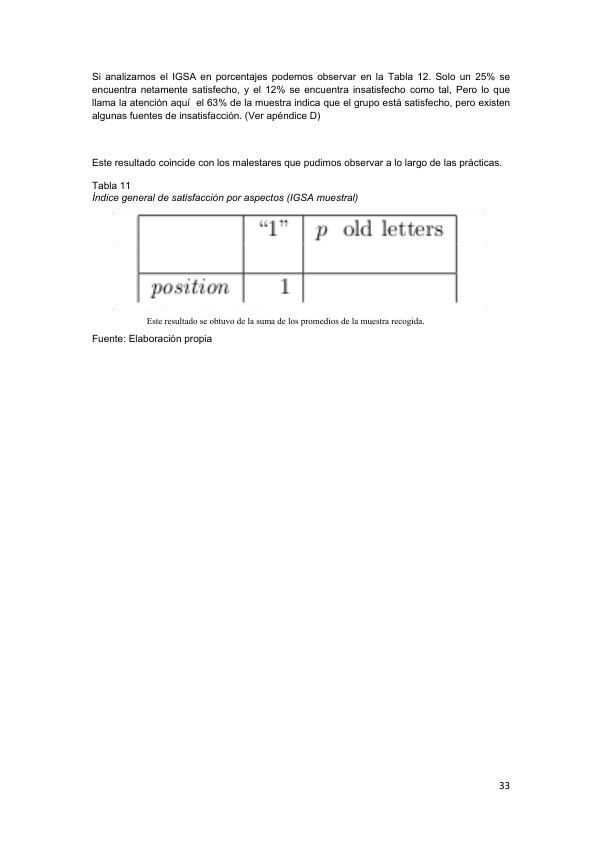 Si analizamos el IGSA en porcentajes podemos observar en la Tabla 12. Solo un 25% se
encuentra netamente satisfecho, y el 12% se encuentra insatisfecho como tal, Pero lo que
llama la atención aquí  el 63% de la muestra indica que el grupo está satisfecho, pero existen
algunas fuentes de insatisfacción. (Ver apéndice D)
Este resultado coincide con los malestares que pudimos observar a lo largo de las prácticas.
Tabla 11
Índice general de satisfacción por aspectos (IGSA muestral)
“1” p old letters
position 1
Este resultado se obtuvo de la suma de los promedios de la muestra recogida.
Fuente: Elaboración propia
33